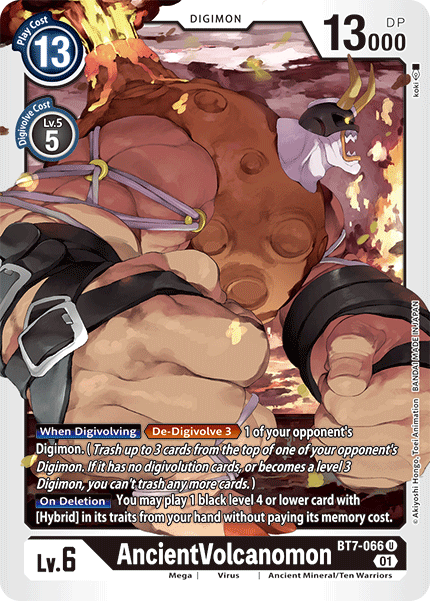 Play Cost
13
DIGIMON
DP
13000
koki
Digivolve Cost
Lv.5
5
When Digivolving De-Digivolve 3 1 of your opponent's
Digimon. (Trash up to 3 cards from the top of one of your opponent's
Digimon. If it has no digivolution cards, or becomes a level 3
Digimon, you can't trash any more cards.)
On Deletion You may play 1 black level 4 or lower card with
[Hybrid] in its traits from your hand without paying its memory cost.
©Akiyoshi Hongo, Toei Animation BANDAI MADE IN JAPAN
Lv.6
AncientVolcanomon
BT7-066 U
01
Mega Virus Ancient Mineral/Ten Warriors